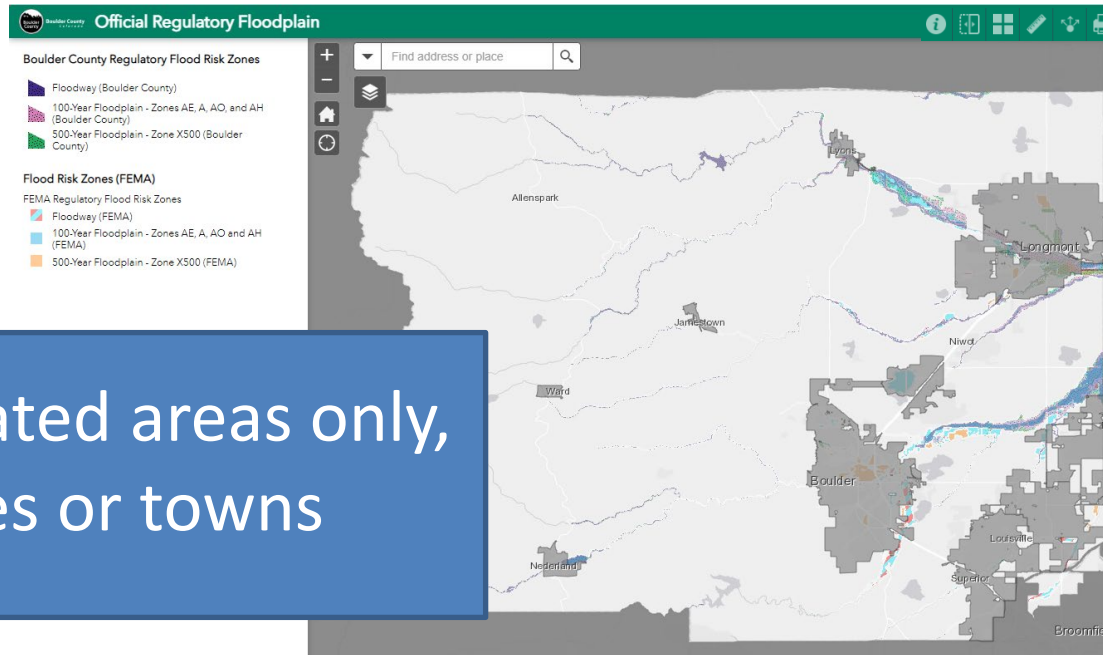 Boulder County
Boulder County
Colorado
Official Regulatory Floodplain
Boulder County Regulatory Flood Risk Zones
Floodway (Boulder County)
100-Year Floodplain - Zones AE, A, AO, and AH
(Boulder County)
500-Year Floodplain - Zone X500 (Boulder
County)
Flood Risk Zones (FEMA)
FEMA Regulatory Flood Risk Zones
Floodway (FEMA)
100-Year Floodplain - Zones AE, A, AO and AH
(FEMA)
500-Year Floodplain - Zone X500 (FEMA)
Find address or place
Lyons
Allenspark
Longmont
Jamestown
Niwot
Ward
Boulder
Louisville
Nederland
Superior
areas only,
or towns